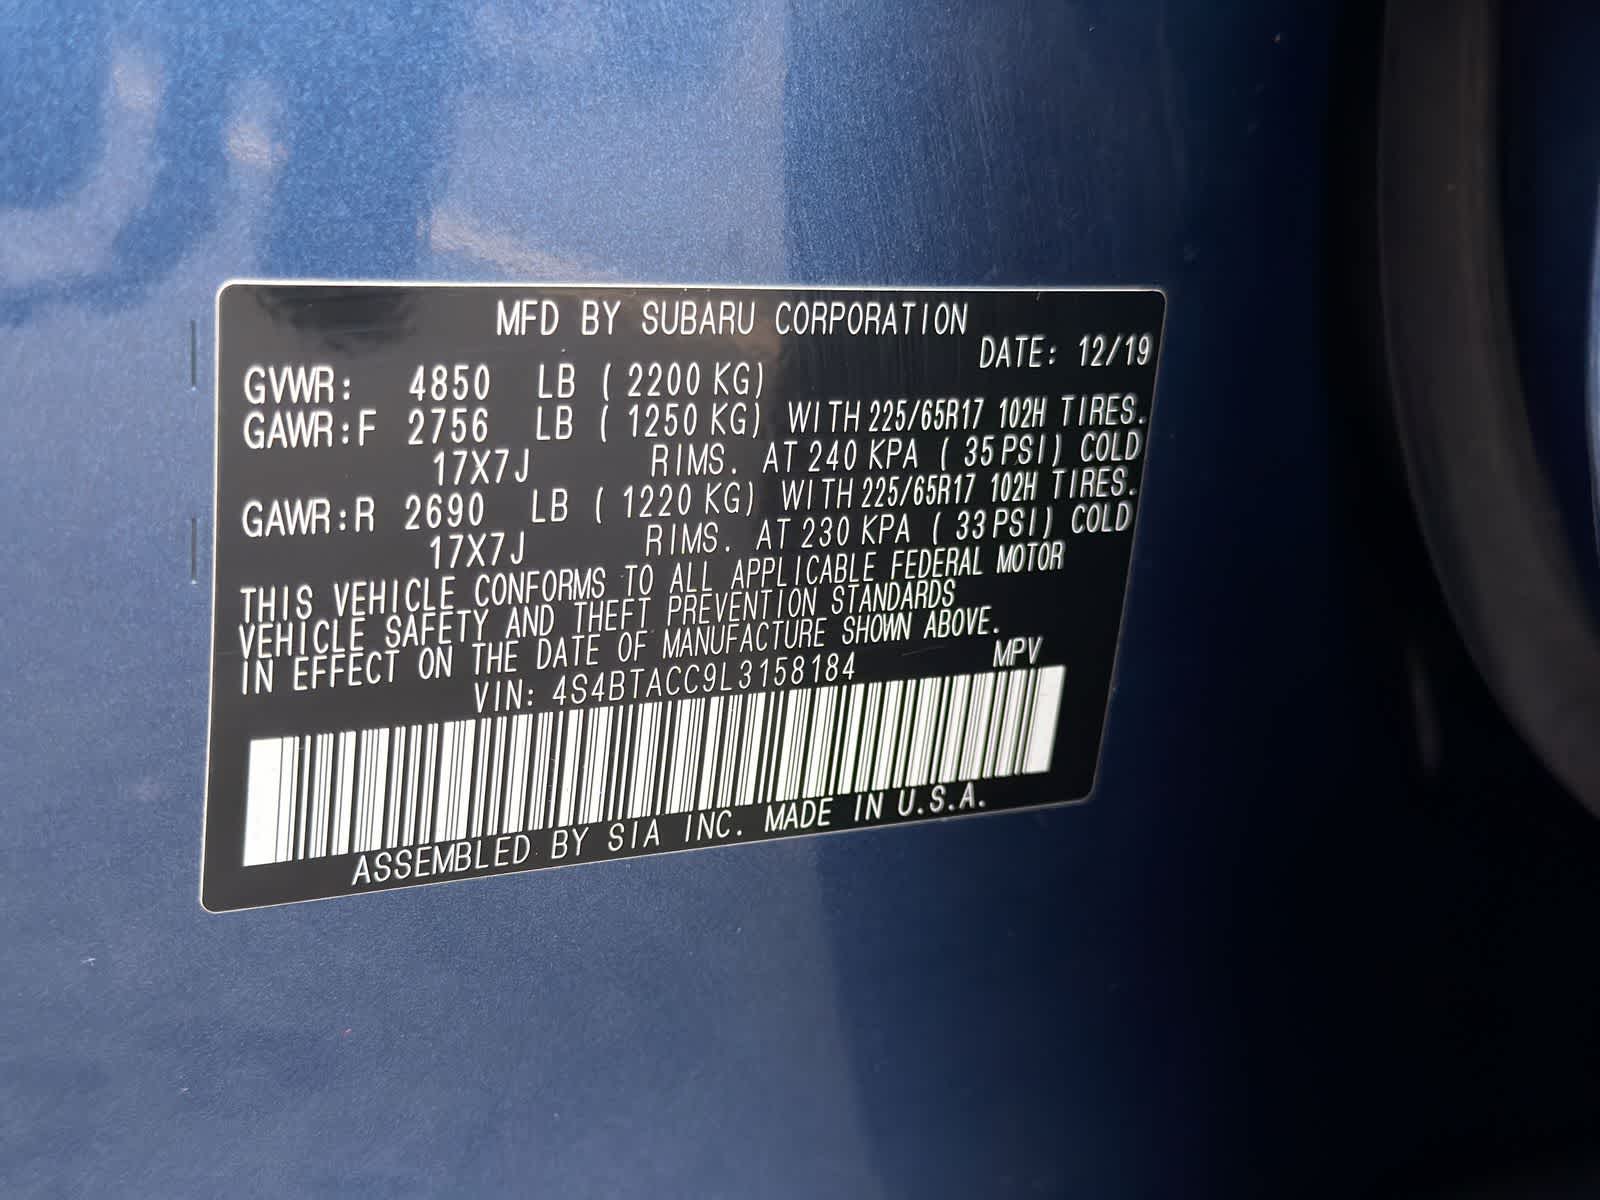 MFD BY SUBARU CORPORATION
DATE: 12/19
GVWR: 4850 LB ( 2200 KG)
GAWR:F 2756 LB ( 1250 KG) WITH 225/65R17 102H TIRES.
17X7J RIMS. AT 240 KPA ( 35 PSI) COLD
GAWR:R 2690 LB ( 1220 KG) WITH 225/65R17 102H TIRES.
17X7J RIMS. AT 230 KPA ( 33 PSI) COLD
THIS VEHICLE CONFORMS TO ALL APPLICABLE FEDERAL MOTOR
VEHICLE SAFETY AND THEFT PREVENTION STANDARDS
IN EFFECT ON THE DATE OF MANUFACTURE SHOWN ABOVE.
VIN: 4S4BTACC9L3158184 MPV
ASSEMBLED BY SIA INC. MADE IN U.S.A.